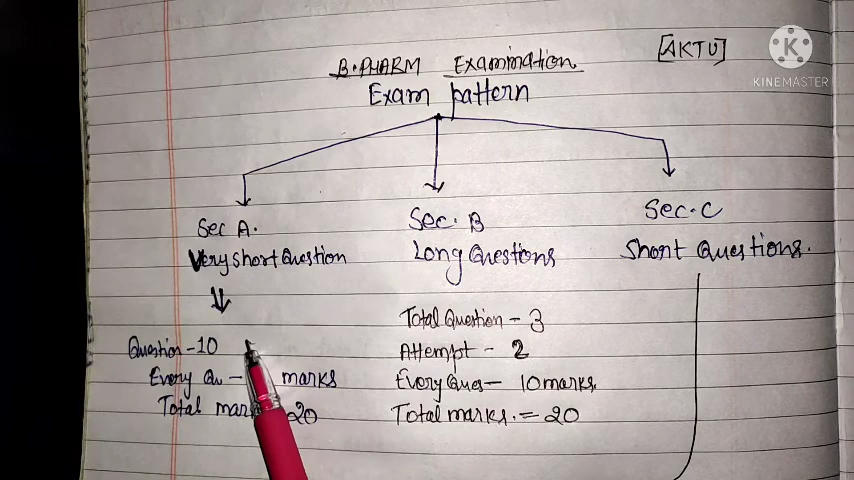 B.PHARM Examination
[AKTU]
K
KINEMASTER
Exam pattern
Sec A.
Very short Question
Question - 10
Every Qu - marks
Total mar 20
Sec. B
Long Questions
Total Question - 3
Attempt - 2
Every Ques - 10 marks
Total marks. = 20
Sec. C
Short Questions.